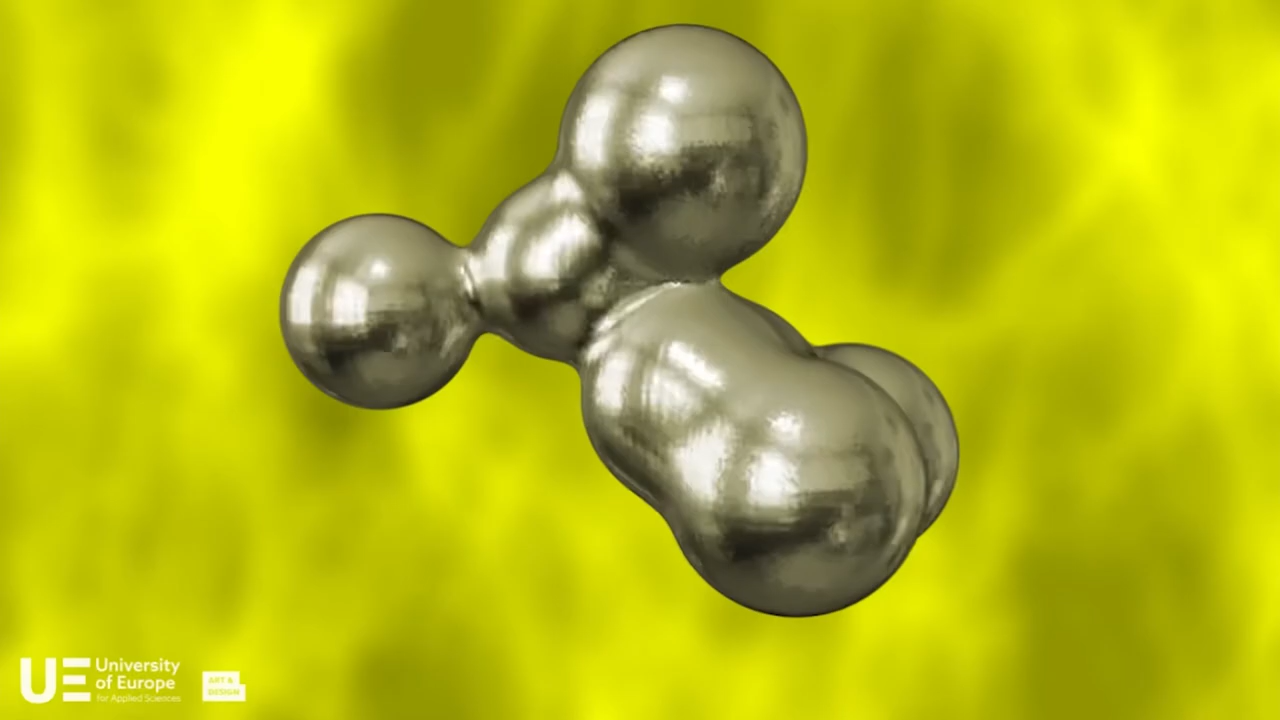 UE
University
of Europe
for Applied Sciences
ART &
DESIGN